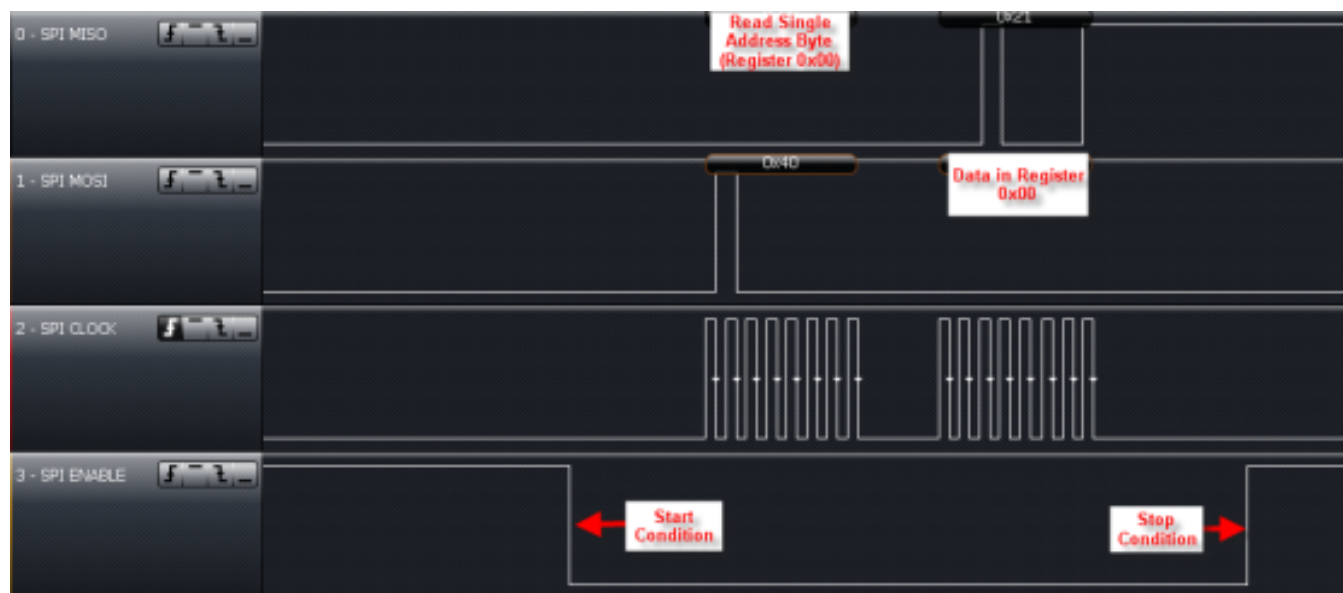 0 - SPI MISO
Read Single
Address Byte
(Register 0x00)
0x21
1 - SPI MOSI
0x40
Data in Register
0x00
2 - SPI CLOCK
3 - SPI ENABLE
Start
Condition
Stop
Condition